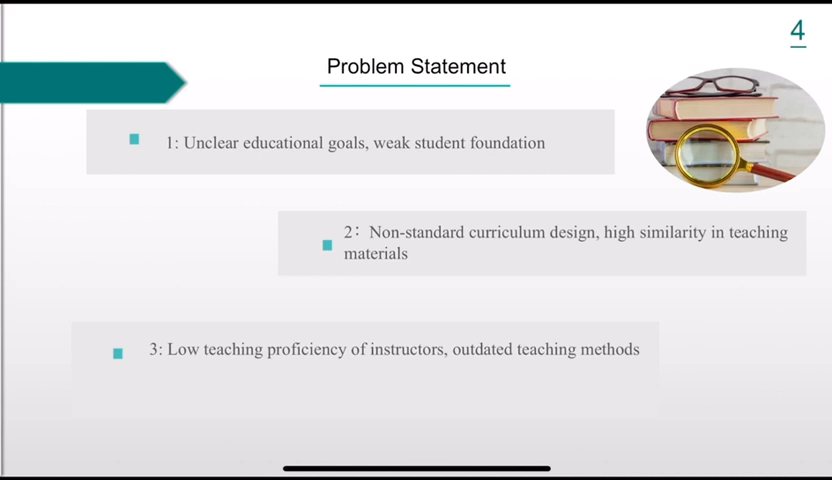 4
Problem Statement
1: Unclear educational goals, weak student foundation
2：Non-standard curriculum design, high similarity in teaching
materials
3: Low teaching proficiency of instructors, outdated teaching methods